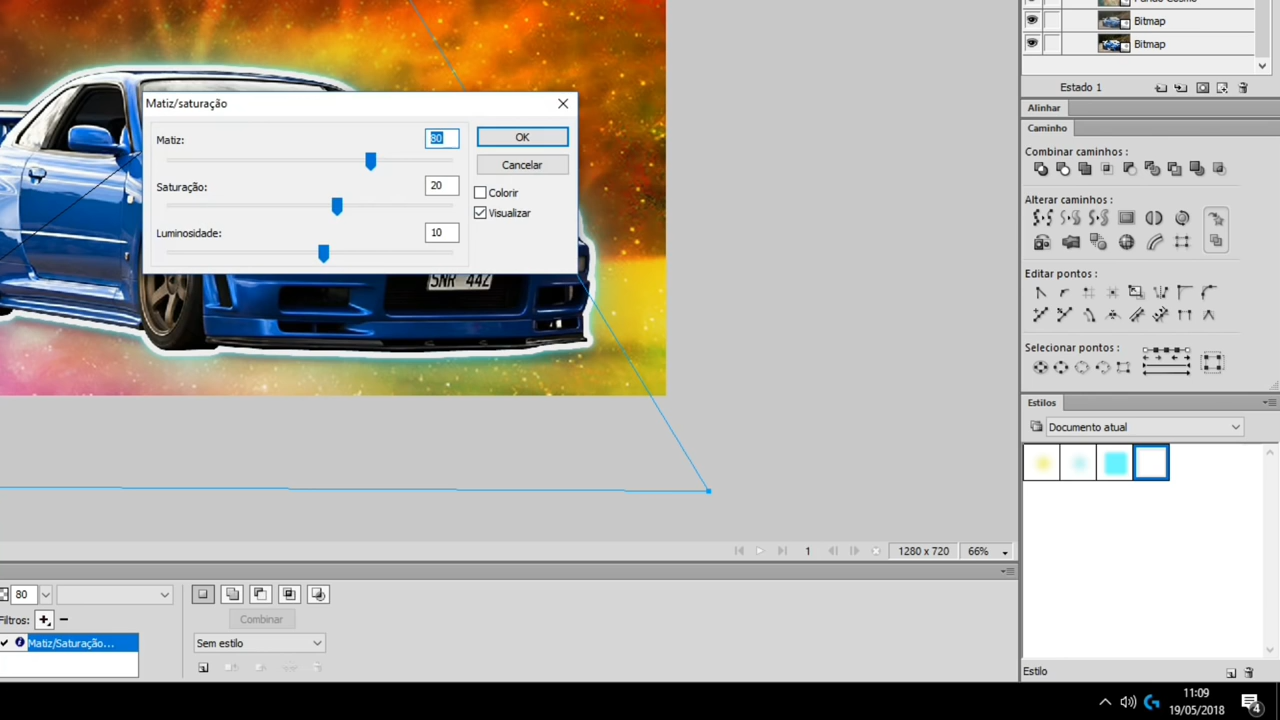 Bitmap
Bitmap
Estado 1
Alinhar
Caminho
Combinar caminhos :
Alterar caminhos :
Editar pontos :
Selecionar pontos :
Estilos
Documento atual
Estilo
Matiz/saturação
Matiz:
80
OK
Cancelar
Saturação:
20
Colorir
Visualizar
Luminosidade:
10
SNR 442
1
1280 x 720
66%
80
Filtros:
Combinar
Matiz/Saturação...
Sem estilo
11:09
19/05/2018
4